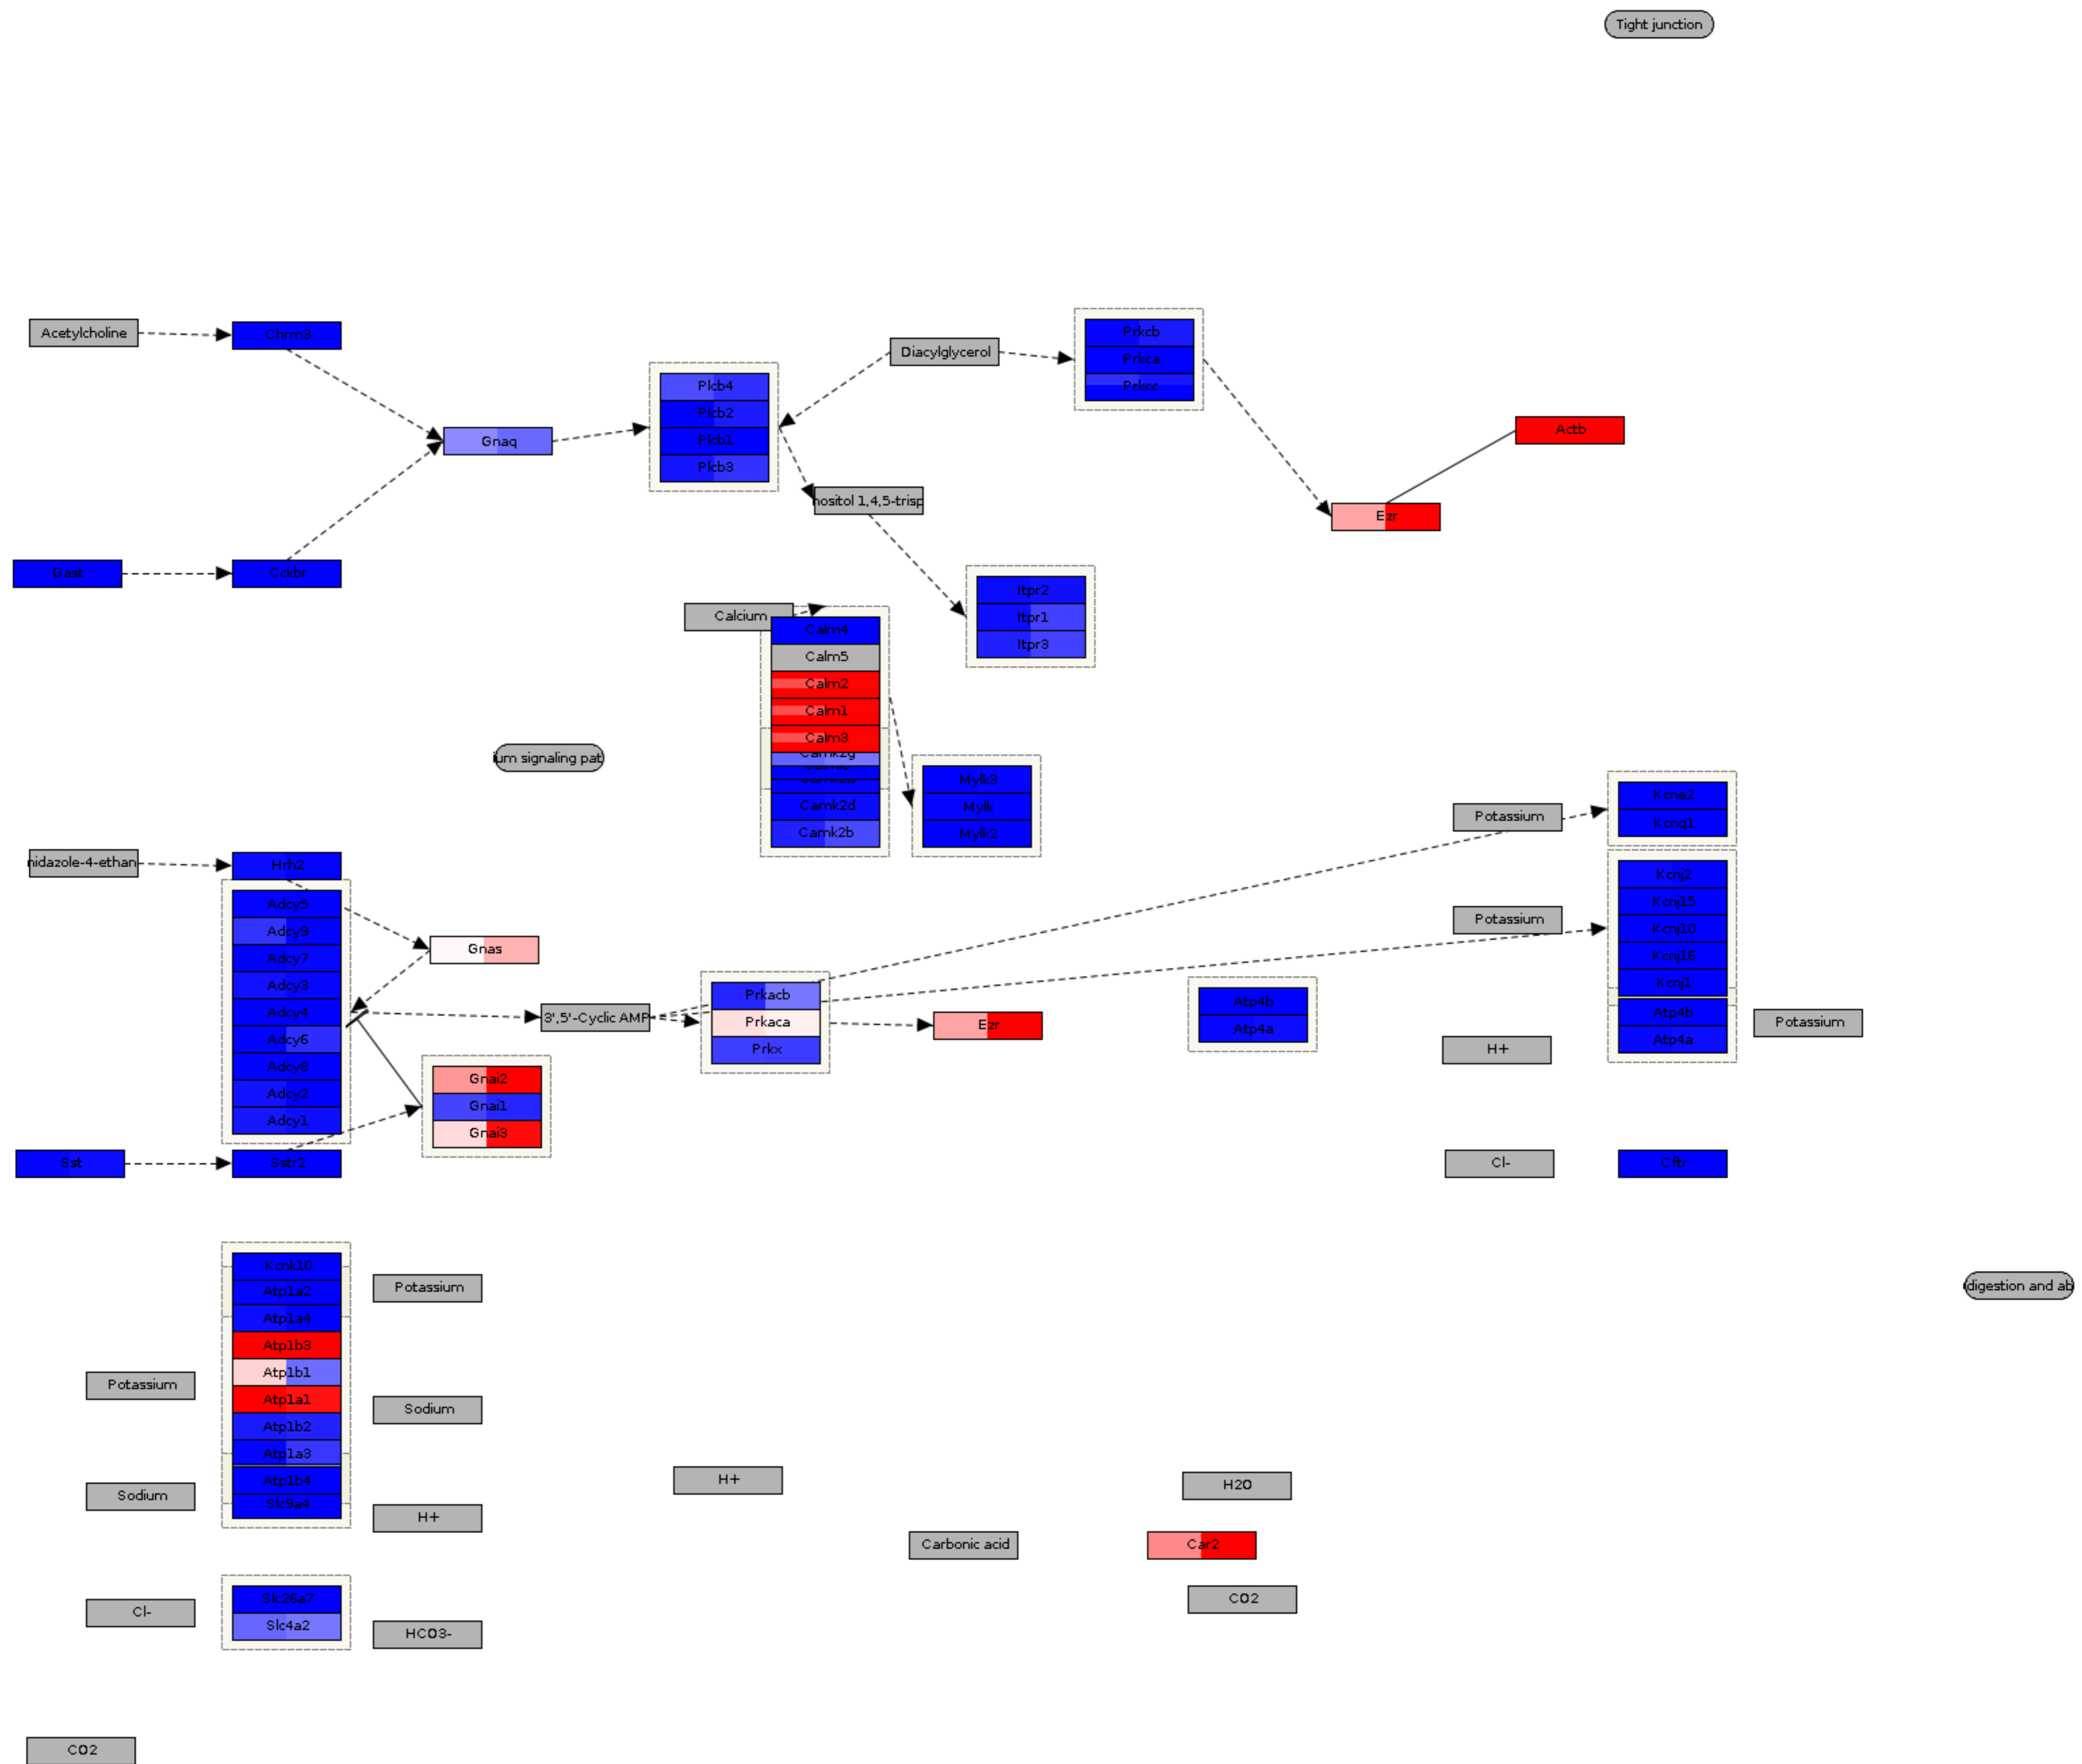 Tight junction
Acetylcholine
Chrm3
Diacylglycerol
Prkcb
Prkca
Prkcc
Plcb4
Plcb2
Plcb1
Plcb3
Gnaq
Actb
nositol 1,4,5-trisp
Ezr
Gast
Cckbr
Itpr2
Itpr1
Itpr3
Calcium
Calm4
Calm5
Calm2
Calm1
Calm3
Camk2g
Camk2a
Camk2d
Camk2b
um signaling pat
Mylk3
Mylk
Mylk2
Potassium
Kcne2
Kcnq1
nidazole-4-ethan
Hrh2
Adcy5
Adcy9
Adcy7
Adcy3
Adcy4
Adcy6
Adcy8
Adcy2
Adcy1
Gnas
Potassium
Kcnj2
Kcnj15
Kcnj10
Kcnj16
Kcnj1
Atp4b
Atp4a
3',5'-Cyclic AMP
Prkacb
Prkaca
Prkx
Ezr
Atp4b
Atp4a
H+
Potassium
Gnai2
Gnai1
Gnai3
Sst
Sstr2
Cl-
Cftr
Kcnk10
Atp1a2
Atp1a4
Atp1b3
Atp1b1
Atp1a1
Atp1b2
Atp1a3
Atp1b4
Slc9a4
Potassium
digestion and ab
Potassium
Sodium
Sodium
H+
H+
H2O
Carbonic acid
Car2
CO2
Cl-
Slc26a7
Slc4a2
HCO3-
CO2